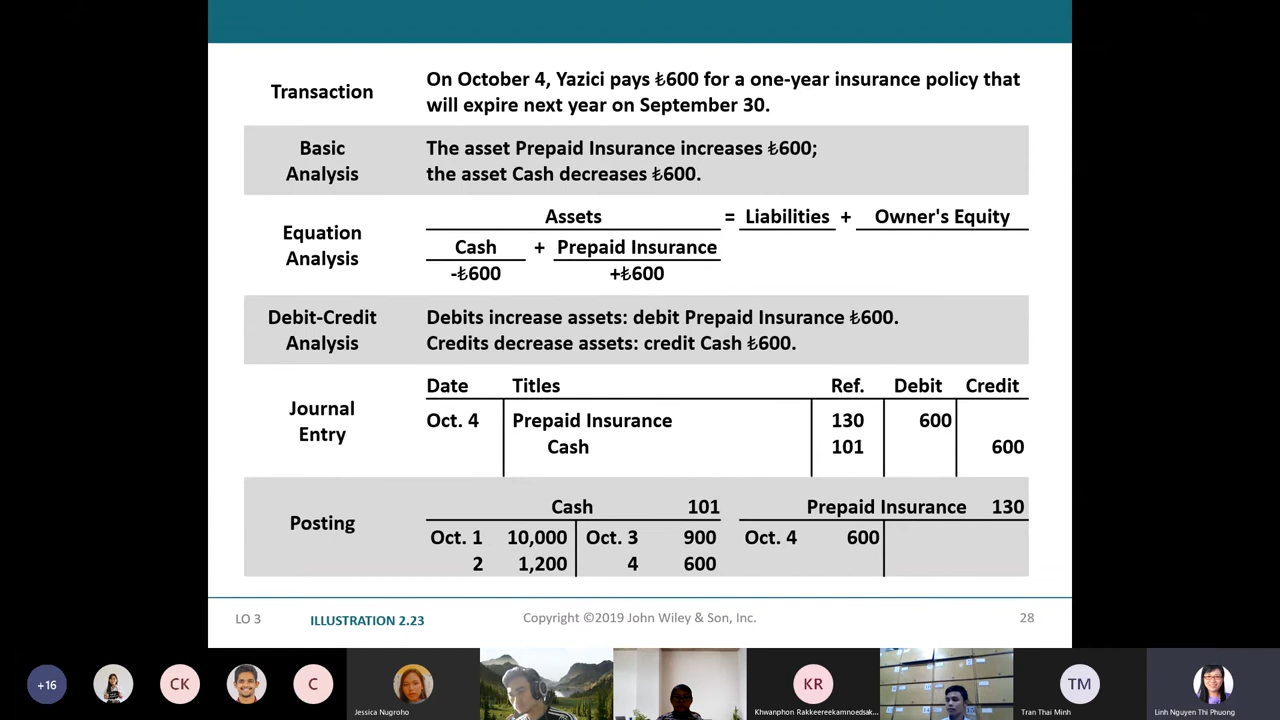 Transaction
On October 4, Yazici pays ₺600 for a one-year insurance policy that
will expire next year on September 30.
Basic
Analysis
The asset Prepaid Insurance increases ₺600;
the asset Cash decreases ₺600.
Equation
Analysis
Assets = Liabilities + Owner's Equity
Cash + Prepaid Insurance
-₺600 +₺600
Debit-Credit
Analysis
Debits increase assets: debit Prepaid Insurance ₺600.
Credits decrease assets: credit Cash ₺600.
Journal
Entry
Date Titles Ref. Debit Credit
Oct. 4 Prepaid Insurance 130 600
Cash 101 600
Posting
Cash 101 Prepaid Insurance 130
Oct. 1 10,000 Oct. 3 900 Oct. 4 600
2 1,200 4 600
LO 3 ILLUSTRATION 2.23 Copyright ©2019 John Wiley & Son, Inc. 28
+16 CK C KR TM
Jessica Nugroho Khwanphon Rakkeereekamnoedsak... Tran Thai Minh Linh Nguyen Thi Phuong